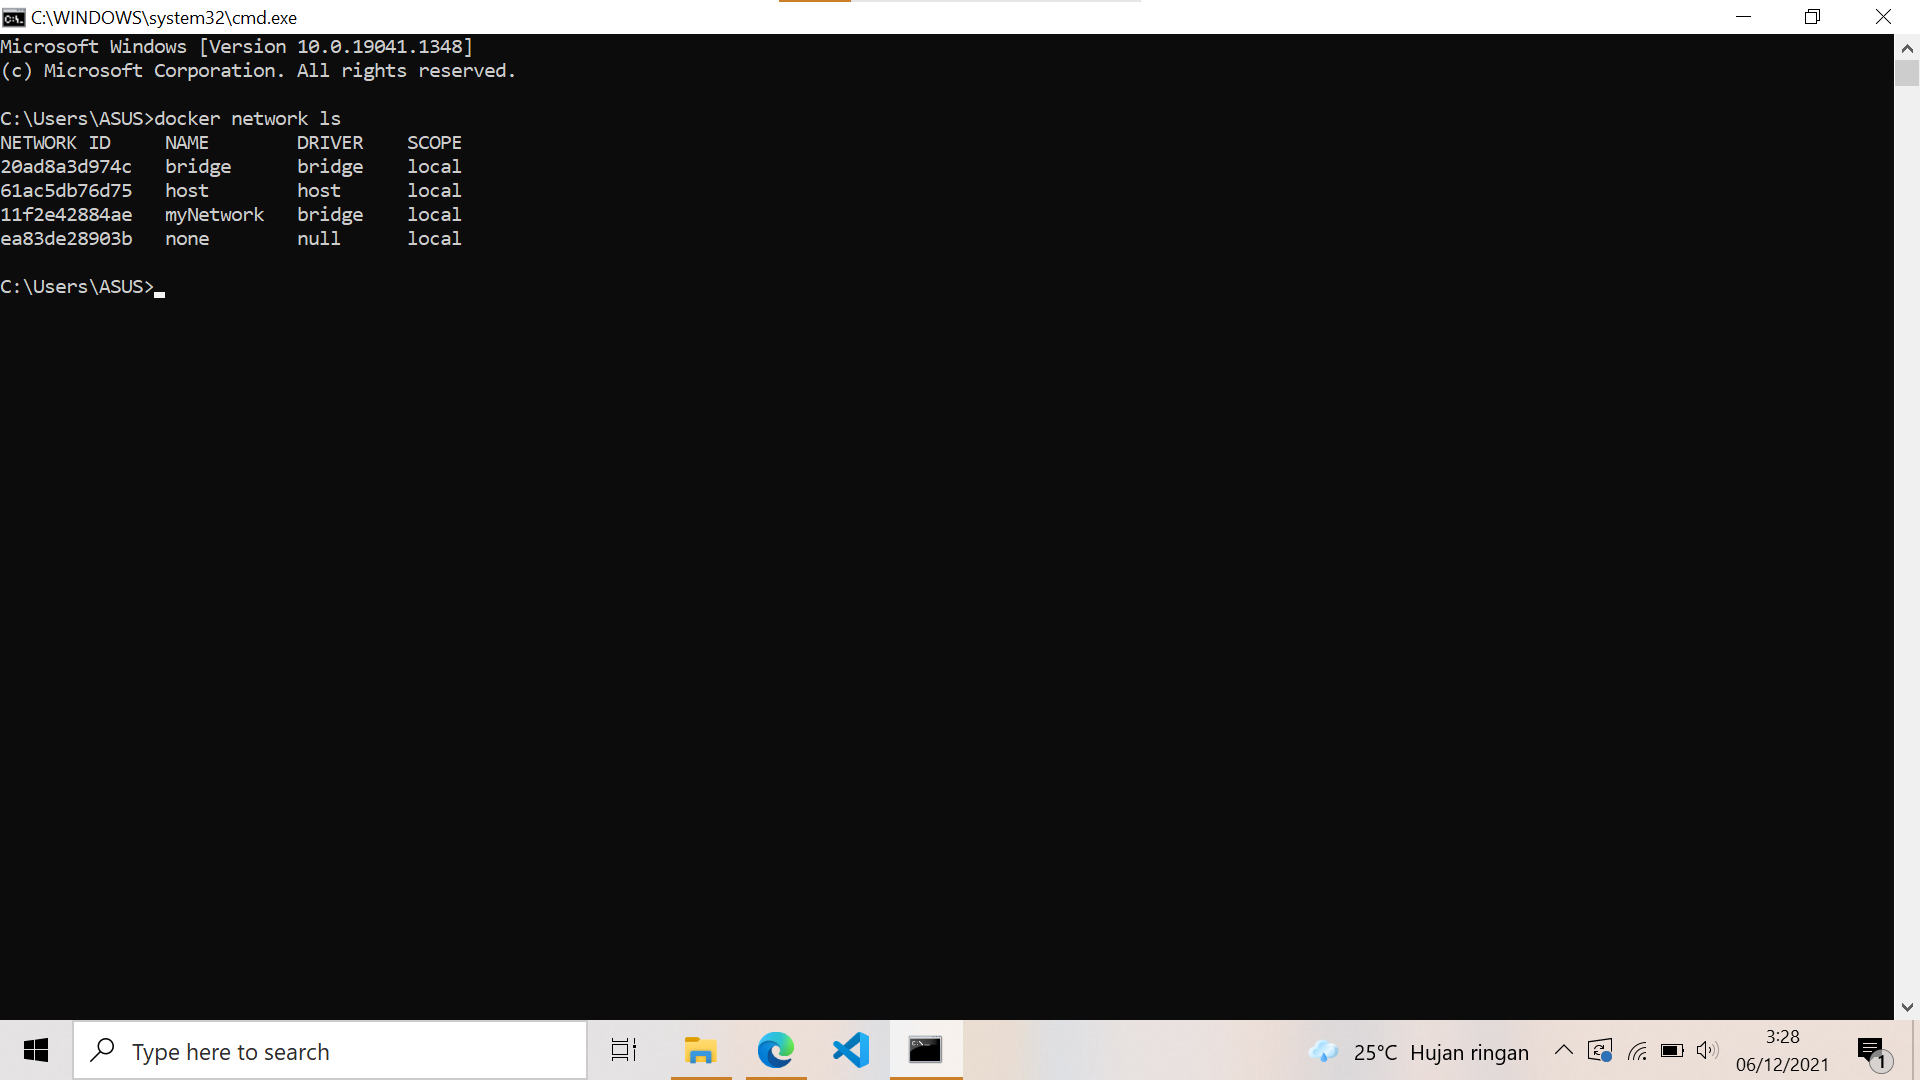 C:\WINDOWS\system32\cmd.exe
Microsoft Windows [Version 10.0.19041.1348]
(c) Microsoft Corporation. All rights reserved.
C:\Users\ASUS>docker network ls
NETWORK ID     NAME        DRIVER    SCOPE
20ad8a3d974c   bridge      bridge    local
61ac5db76d75   host        host      local
11f2e42884ae   myNetwork   bridge    local
ea83de28903b   none        null      local
C:\Users\ASUS>
Type here to search
25°C Hujan ringan
3:28
06/12/2021
1